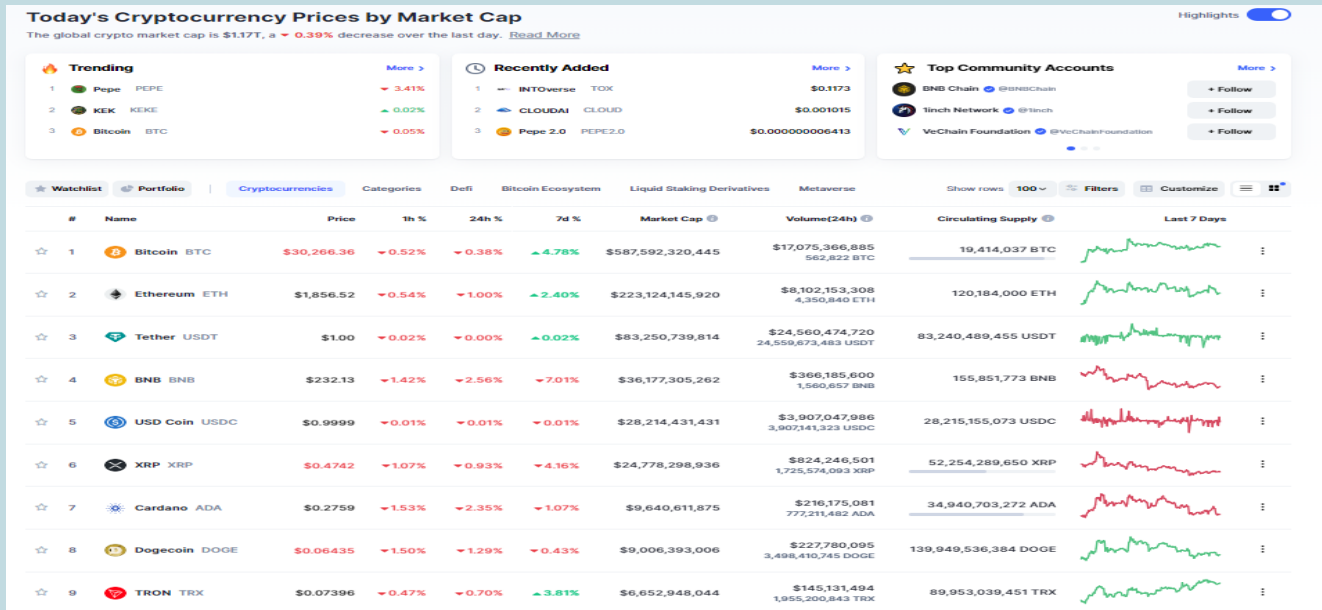 Today's Cryptocurrency Prices by Market Cap
Highlights
The global crypto market cap is $1.17T, a 0.39% decrease over the last day. Read More
Trending More >
1 Pepe PEPE 3.41%
2 KEK KEKE 0.02%
3 Bitcoin BTC 0.05%
Recently Added More >
1 INTOverse TOX $0.1173
2 CLOUDAI CLOUD $0.001015
3 Pepe 2.0 PEPE2.0 $0.000000006413
Top Community Accounts More >
BNB Chain @BNBChain + Follow
1inch Network @1inch + Follow
VeChain Foundation @VeChainFoundation + Follow
Watchlist Portfolio | Cryptocurrencies Categories Defi Bitcoin Ecosystem Liquid Staking Derivatives Metaverse Show rows 100 Filters Customize
# Name Price 1h % 24h % 7d % Market Cap Volume(24h) Circulating Supply Last 7 Days
1 Bitcoin BTC $30,266.36 0.52% 0.38% 4.78% $587,592,320,445 $17,075,366,885 19,414,037 BTC
562,822 BTC
2 Ethereum ETH $1,856.52 0.54% 1.00% 2.40% $223,124,145,920 $8,102,153,308 120,184,000 ETH
4,350,840 ETH
3 Tether USDT $1.00 0.02% 0.00% 0.02% $83,250,739,814 $24,560,474,720 83,240,489,455 USDT
24,559,673,483 USDT
4 BNB BNB $232.13 1.42% 2.56% 7.01% $36,177,305,262 $366,185,600 155,851,773 BNB
1,560,657 BNB
5 USD Coin USDC $0.9999 0.01% 0.01% 0.01% $28,214,431,431 $3,907,047,986 28,215,155,073 USDC
3,907,141,323 USDC
6 XRP XRP $0.4742 1.07% 0.93% 4.16% $24,778,298,936 $824,246,501 52,254,289,650 XRP
1,725,574,093 XRP
7 Cardano ADA $0.2759 1.53% 2.35% 1.07% $9,640,611,875 $216,175,081 34,940,703,272 ADA
777,211,482 ADA
8 Dogecoin DOGE $0.06435 1.50% 1.29% 0.43% $9,006,393,006 $227,780,095 139,949,536,384 DOGE
3,498,410,745 DOGE
9 TRON TRX $0.07396 0.47% 0.70% 3.81% $6,652,948,044 $145,131,494 89,953,039,451 TRX
1,955,200,843 TRX